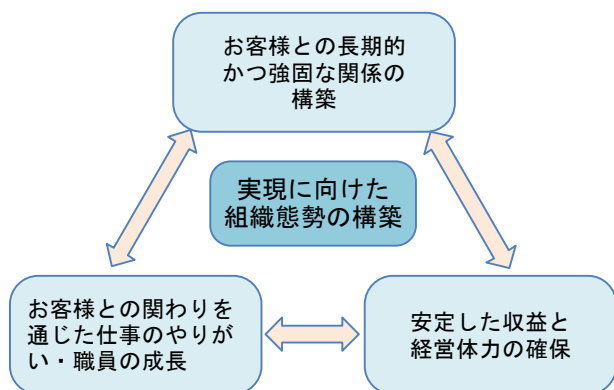 お客様との長期的
かつ強固な関係の
構築
実現に向けた
組織態勢の構築
お客様との関わりを
通じた仕事のやりが
い・職員の成長
安定した収益と
経営体力の確保